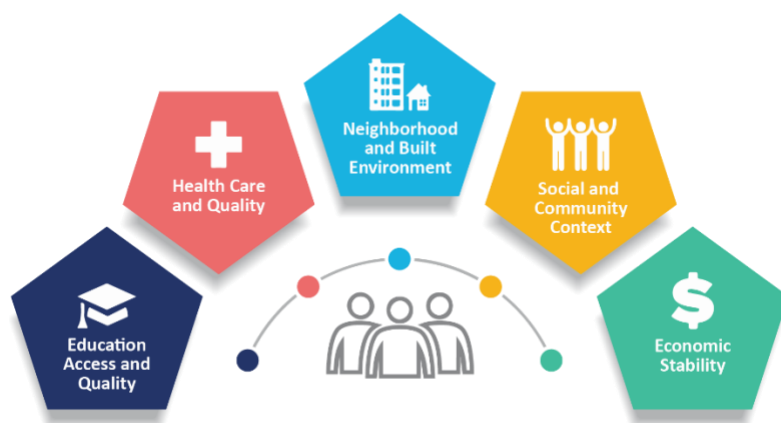 Education
Access and
Quality
Health Care
and Quality
Neighborhood
and Built
Environment
Social and
Community
Context
$
Economic
Stability